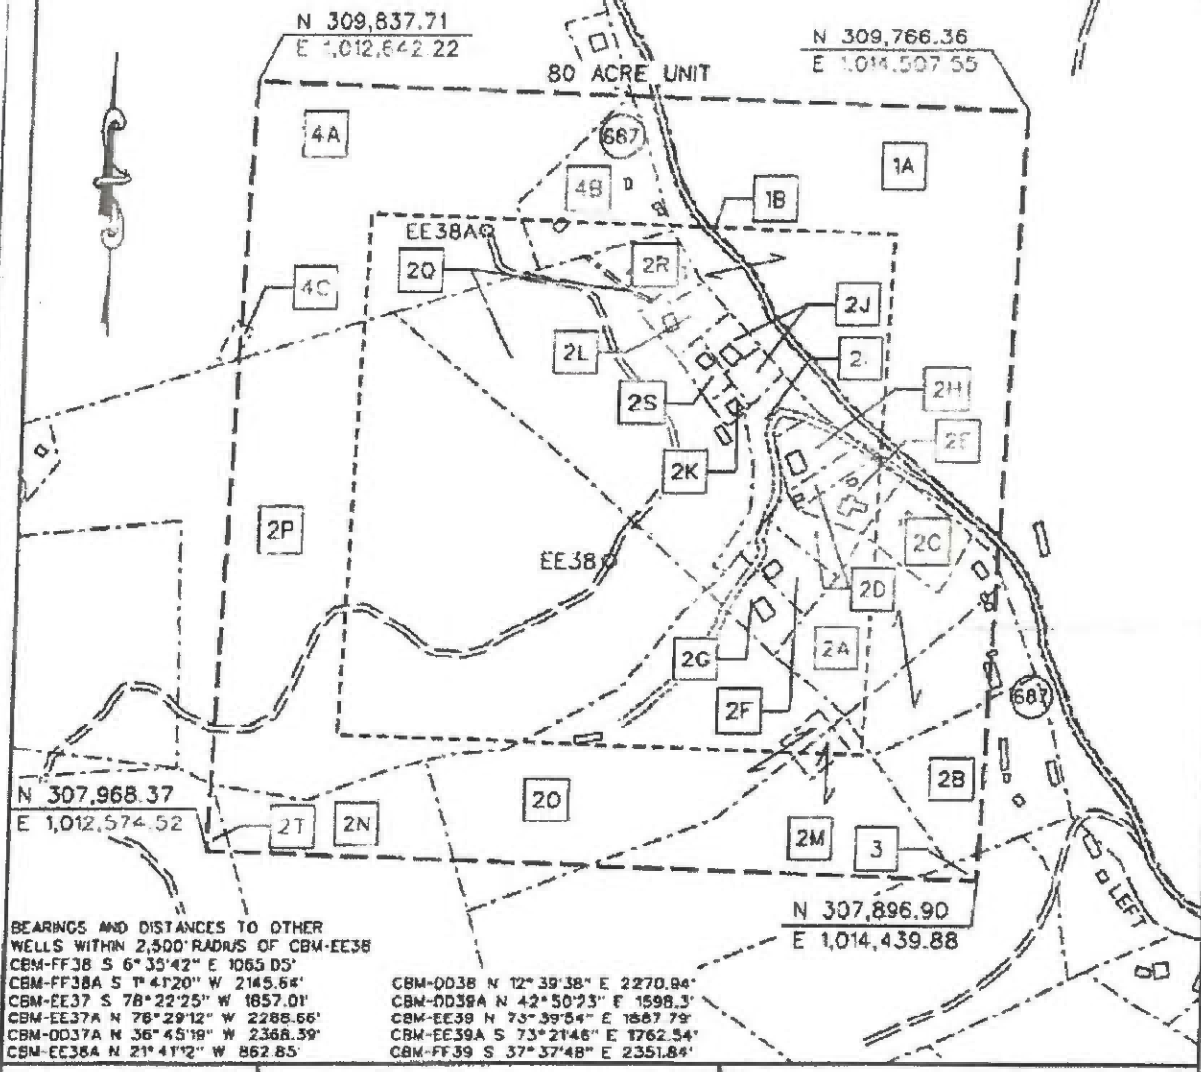 N 309,837.71
E 1,012,642.22
N 309,766.36
E 1,014,507.55
80 ACRE UNIT
4A
687
1A
4B
1B
EE38A
2Q
2R
4C
2J
2L
2S
2H
2E
2K
2P
2C
EE38
2D
2G
2A
2F
687
2B
N 307,968.37
E 1,012,574.52
2T
2N
2O
2M
3
N 307,896.90
E 1,014,439.88
LEFT
BEARINGS AND DISTANCES TO OTHER
WELLS WITHIN 2,500' RADIUS OF CBM-EE38
CBM-FF38 S 6°35'42" E 1065.05'
CBM-FF38A S 1°41'20" W 2145.64'
CBM-EE37 S 78°22'25" W 1857.01'
CBM-EE37A N 76°29'12" W 2288.66'
CBM-DD37A N 36°45'19" W 2368.39'
CBM-EE38A N 21°41'12" W 862.85'
CBM-DD38 N 12°39'38" E 2270.94'
CBM-DD39A N 42°50'23" E 1598.3'
CBM-EE39 N 73°39'54" E 1887.79'
CBM-EE39A S 73°21'46" E 1762.54'
CBM-FF39 S 37°37'48" E 2351.84'